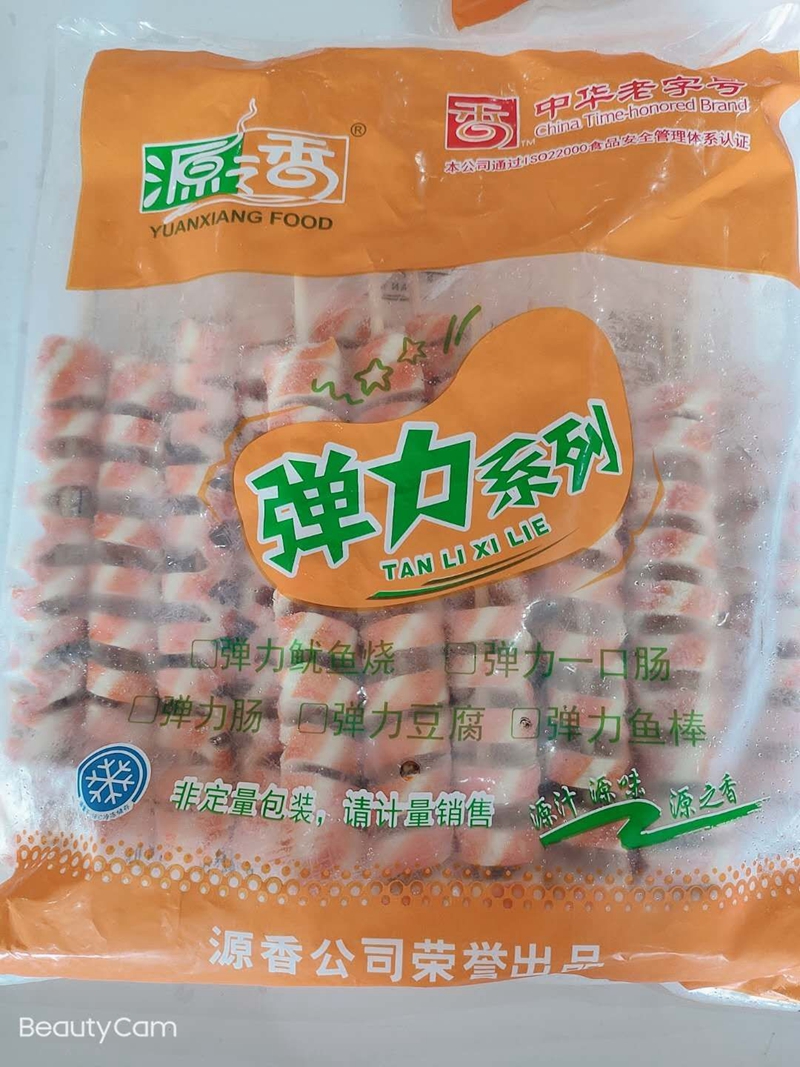 源之香®
YUANXIANG FOOD
香
TM
中华老字号
China Time-honored Brand
本公司通过ISO22000食品安全管理体系认证
弹力系列
TAN LI XI LIE
□弹力鱿鱼烧 □弹力一口肠
□弹力肠 □弹力豆腐 □弹力鱼棒
非定量包装，请计量销售
源汁 源味 源之香
源香公司荣誉出品
BeautyCam